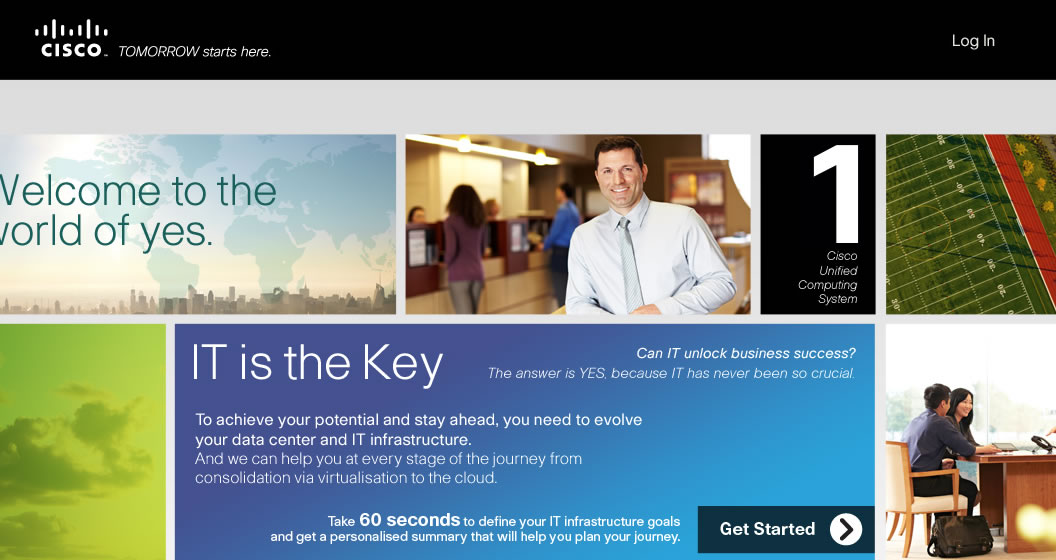 CISCO™ TOMORROW starts here.
Log In
Welcome to the
world of yes.
1
Cisco
Unified
Computing
System
IT is the Key
Can IT unlock business success?
The answer is YES, because IT has never been so crucial.
To achieve your potential and stay ahead, you need to evolve
your data center and IT infrastructure.
And we can help you at every stage of the journey from
consolidation via virtualisation to the cloud.
Take 60 seconds to define your IT infrastructure goals
and get a personalised summary that will help you plan your journey.
Get Started